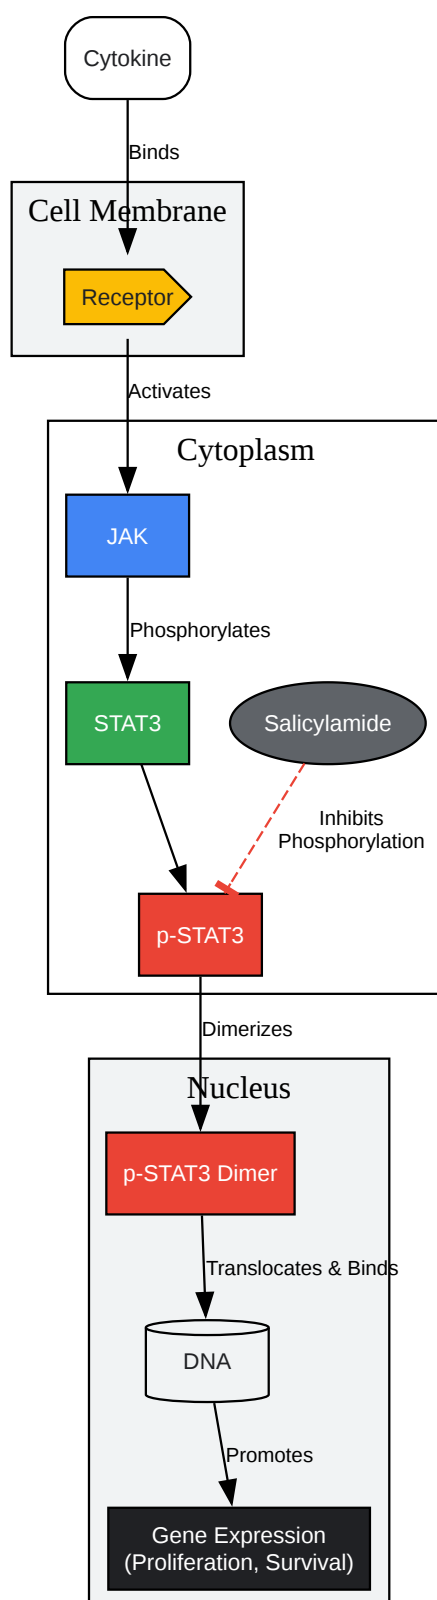 Cytokine
Binds
Cell Membrane
Receptor
Activates
Cytoplasm
JAK
Phosphorylates
STAT3
Salicylamide
Inhibits
Phosphorylation
p-STAT3
Dimerizes
Nucleus
p-STAT3 Dimer
Translocates & Binds
DNA
Promotes
Gene Expression
(Proliferation, Survival)